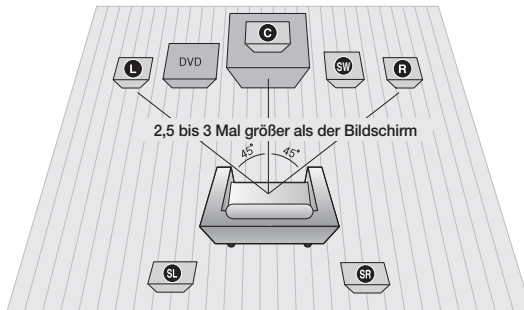 C
L
DVD
SW
R
2,5 bis 3 Mal größer als der Bildschirm
45˚ 45˚
SL
SR